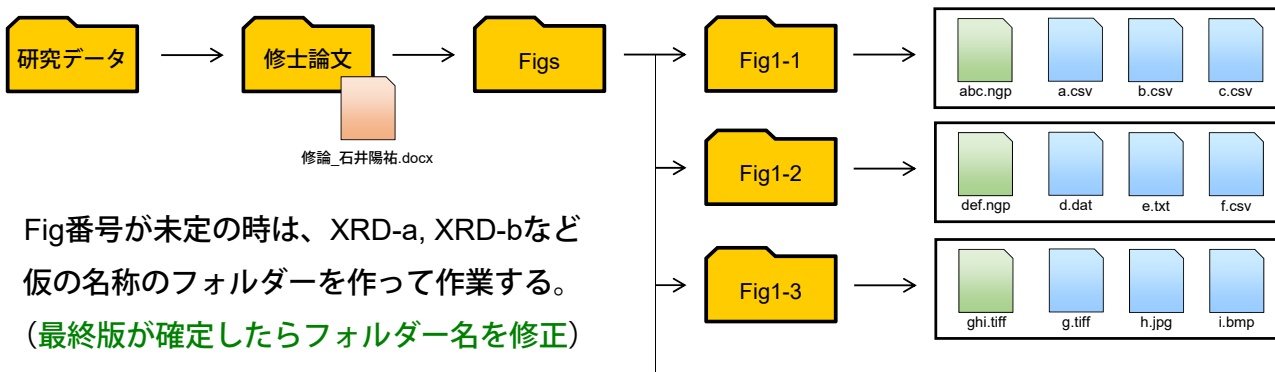 研究データ
修士論文
修論_石井陽祐.docx
Figs
Fig1-1
abc.ngp
a.csv
b.csv
c.csv
Fig1-2
def.ngp
d.dat
e.txt
f.csv
Fig1-3
ghi.tiff
g.tiff
h.jpg
i.bmp
Fig番号が未定の時は、XRD-a, XRD-bなど
仮の名称のフォルダーを作って作業する。
（最終版が確定したらフォルダー名を修正）